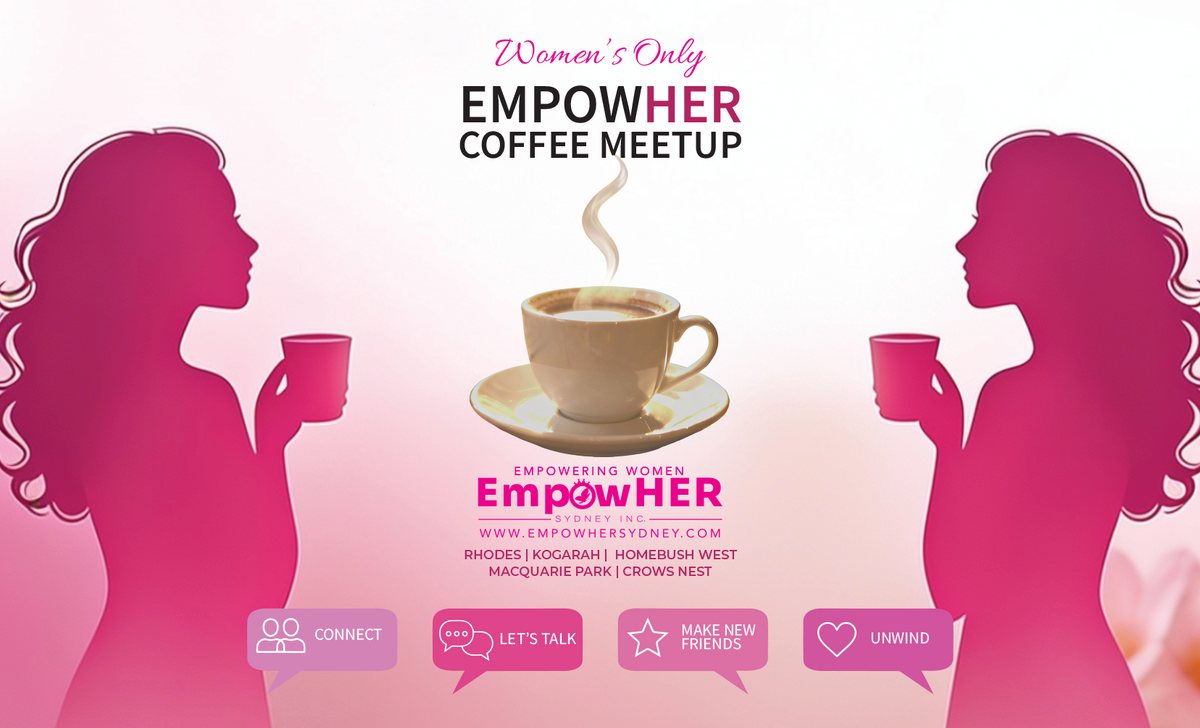 Women's Only
EMPOWHER
COFFEE MEETUP
EMPOWERING WOMEN
EmpowHER
SYDNEY INC.
WWW.EMPOWHERSYDNEY.COM
RHODES | KOGARAH | HOMEBUSH WEST
MACQUARIE PARK | CROWS NEST
CONNECT
LET'S TALK
MAKE NEW
FRIENDS
UNWIND